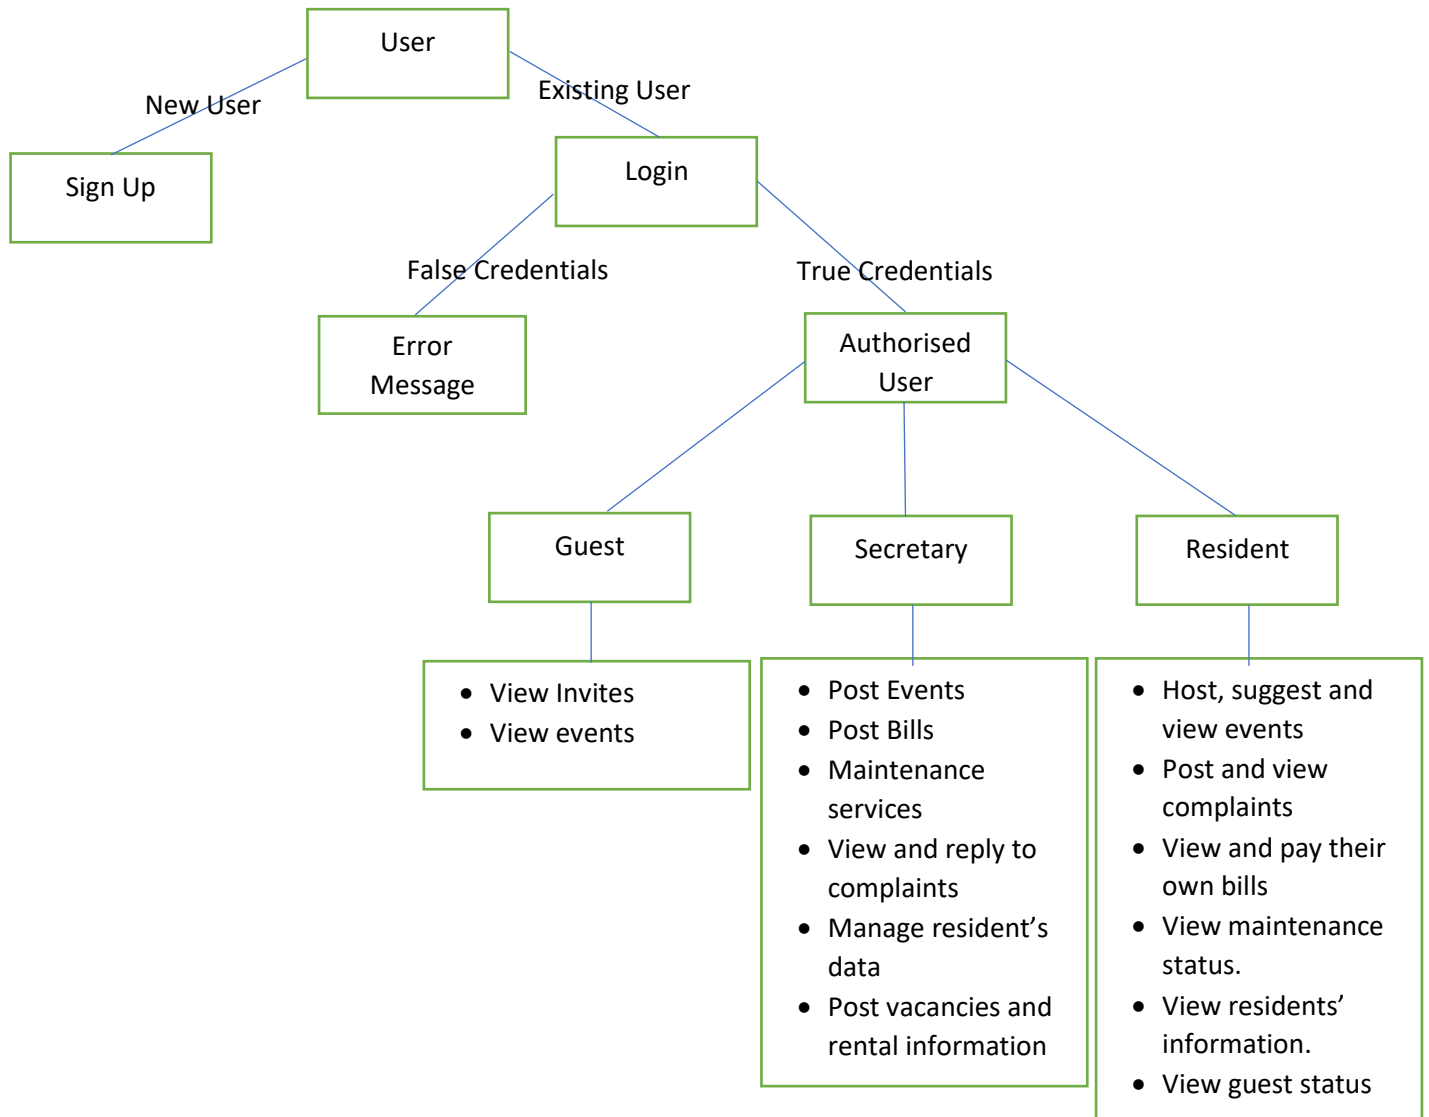 User
New User
Existing User
Sign Up
Login
False Credentials
True Credentials
Error
Message
Authorised
User
Guest
Secretary
Resident
• View Invites
• View events
• Post Events
• Post Bills
• Maintenance
services
• View and reply to
complaints
• Manage resident’s
data
• Post vacancies and
rental information
• Host, suggest and
view events
• Post and view
complaints
• View and pay their
own bills
• View maintenance
status.
• View residents’
information.
• View guest status